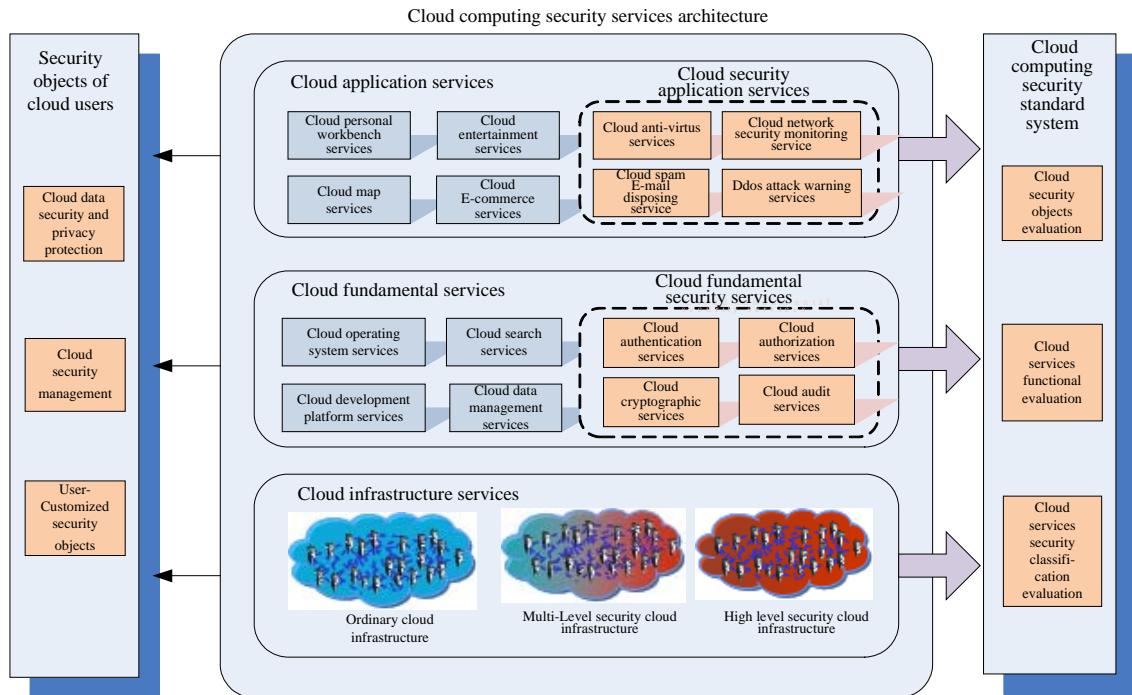 Cloud computing security services architecture
Security
objects of
cloud users
Cloud data
security and
privacy
protection
Cloud
security
management
User-
Customized
security
objects
Cloud application services
Cloud personal
workbench
services
Cloud
entertainment
services
Cloud map
services
Cloud
E-commerce
services
Cloud security
application services
Cloud anti-virtus
services
Cloud network
security monitoring
service
Cloud spam
E-mail
disposing
service
Ddos attack warning
services
Cloud fundamental services
Cloud operating
system services
Cloud search
services
Cloud development
platform services
Cloud data
management
services
Cloud fundamental
security services
Cloud
authentication
services
Cloud
authorization
services
Cloud
cryptographic
services
Cloud audit
services
Cloud infrastructure services
Ordinary cloud
infrastructure
Multi-Level security cloud
infrastructure
High level security cloud
infrastructure
Cloud
computing
security
standard
system
Cloud
security
objects
evaluation
Cloud
services
functional
evaluation
Cloud
services
security
classifi-
cation
evaluation